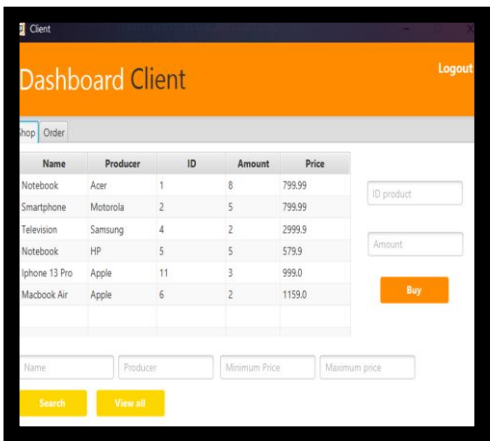 Client
Dashboard Client
Logout
Shop Order
Name Producer ID Amount Price
Notebook Acer 1 8 799.99
Smartphone Motorola 2 5 799.99
Television Samsung 4 2 2999.9
Notebook HP 5 5 579.9
Iphone 13 Pro Apple 11 3 999.0
Macbook Air Apple 6 2 1159.0
ID product
Amount
Buy
Name Producer Minimum Price Maximum price
Search View all